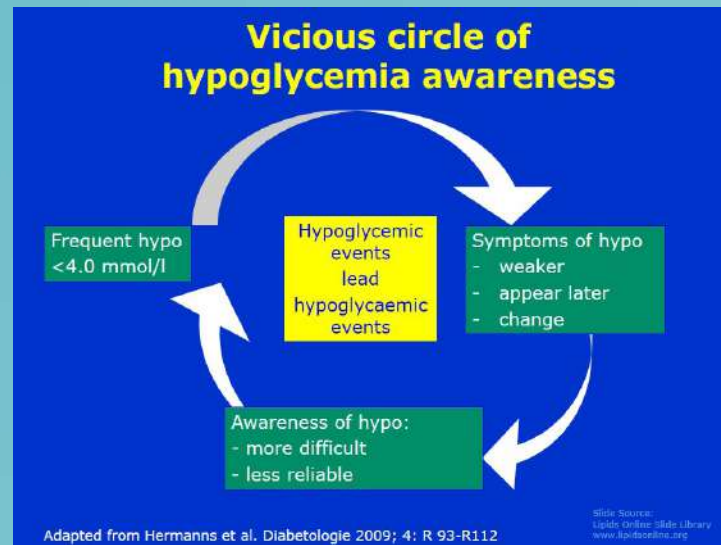 Vicious circle of
hypoglycemia awareness
Frequent hypo
<4.0 mmol/l
Hypoglycemic
events
lead
hypoglycaemic
events
Symptoms of hypo
- weaker
- appear later
- change
Awareness of hypo:
- more difficult
- less reliable
Adapted from Hermanns et al. Diabetologie 2009; 4: R 93-R112
Slide Source:
Lipids Online Slide Library
www.lipidsonline.org